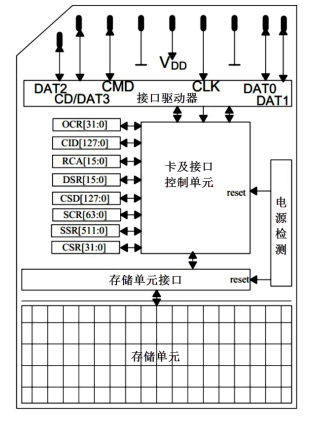 V DD
DAT2 CMD CLK DAT0
CD/DAT3 接口驱动器 DAT1
OCR[31:0]
CID[127:0]
RCA[15:0]
DSR[15:0]
CSD[127:0]
SCR[63:0]
SSR[511:0]
CSR[31:0]
卡及接口
控制单元
reset
电源检测
存储单元接口 reset
存储单元